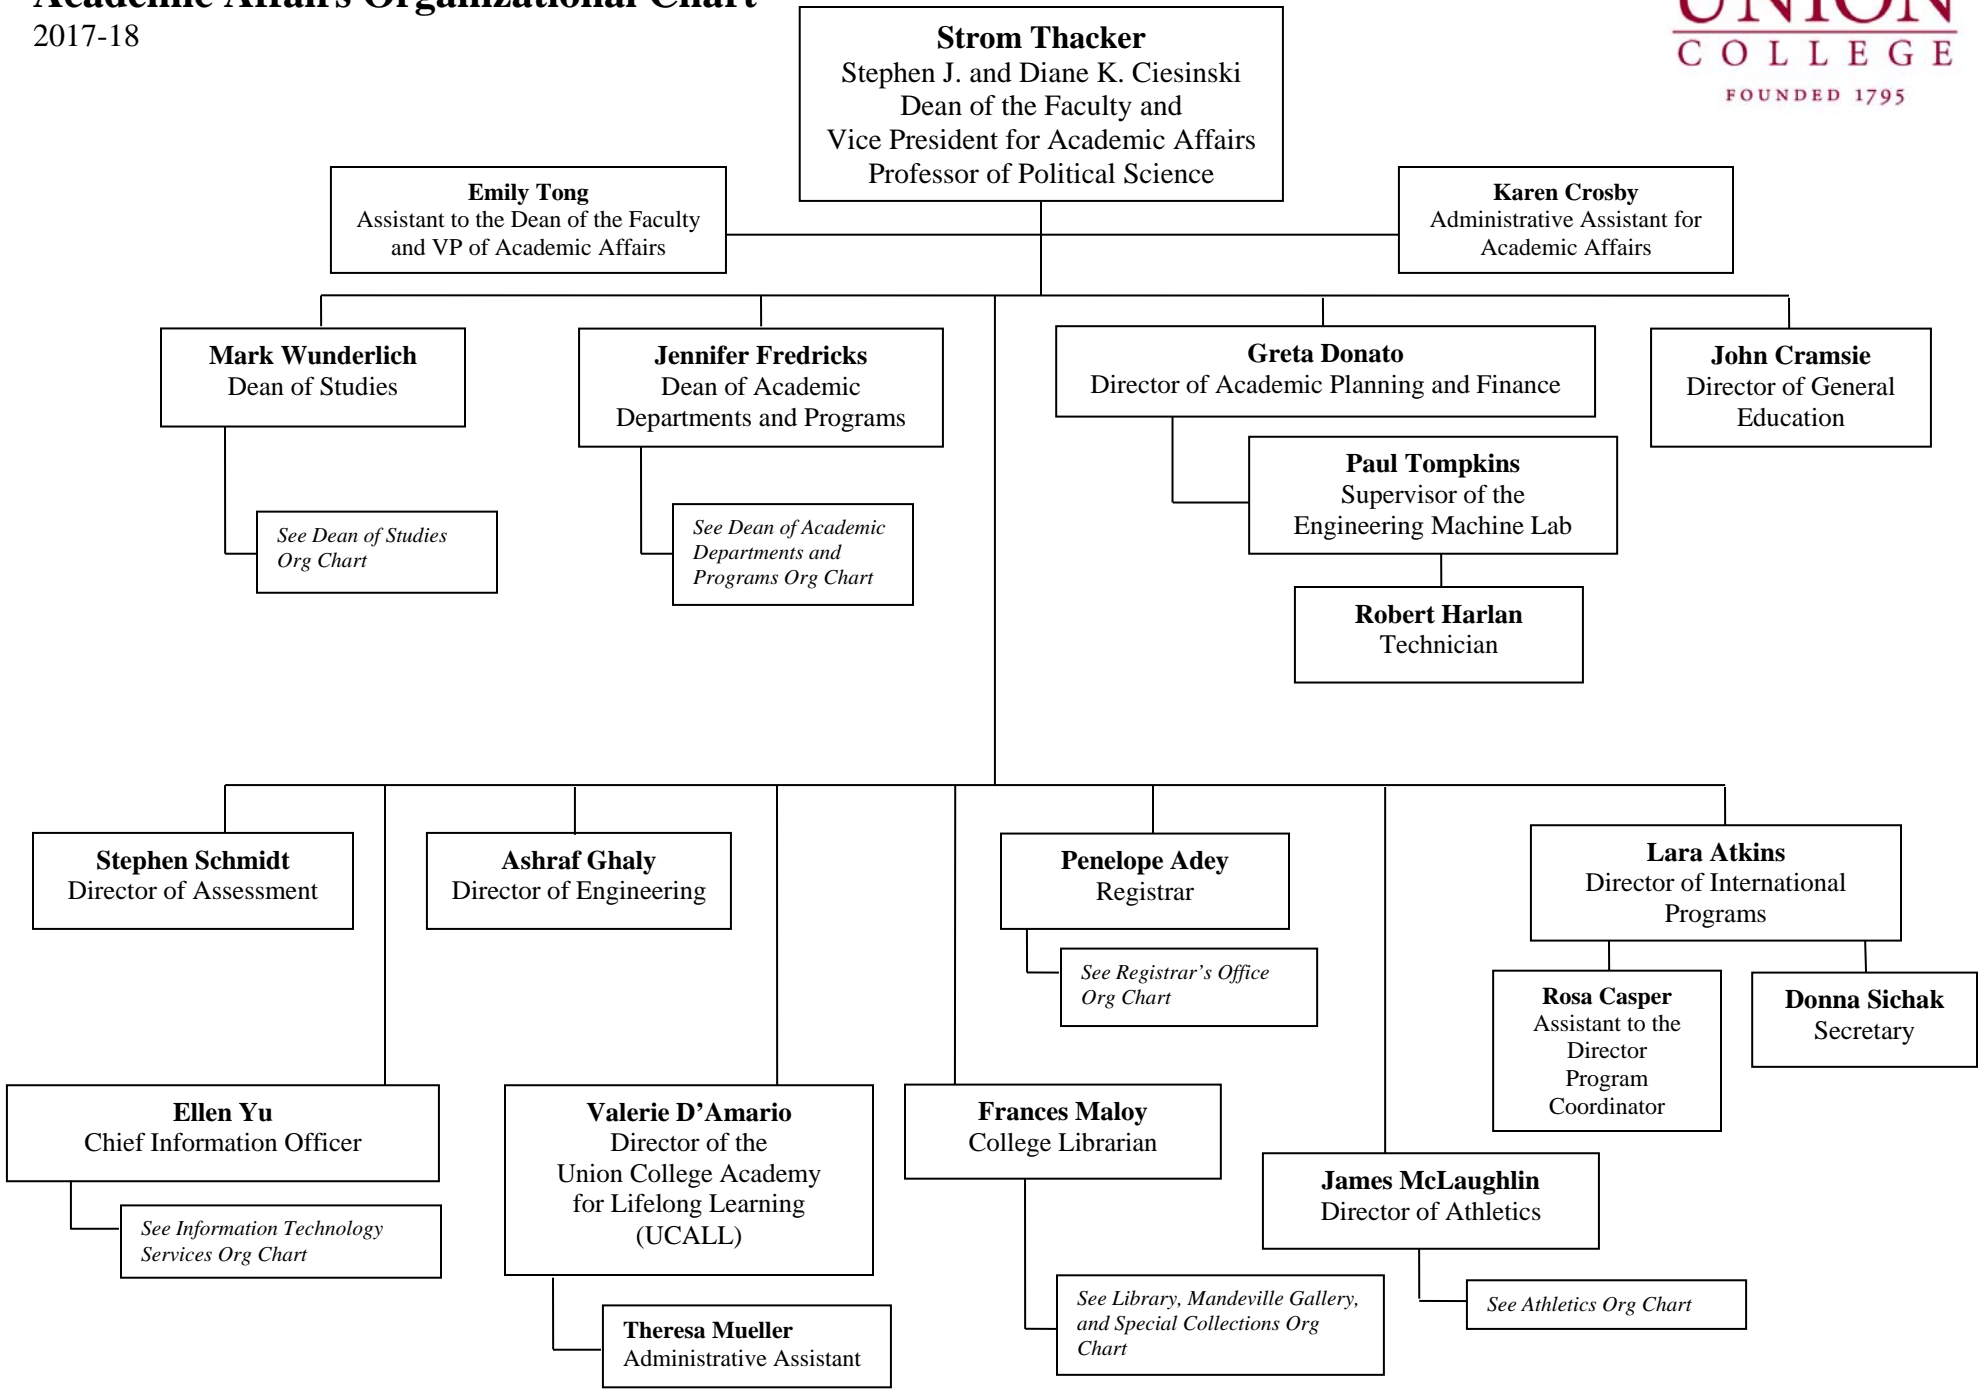 Academic Affairs Organizational Chart
2017-18
UNION
COLLEGE
FOUNDED 1795
Strom Thacker
Stephen J. and Diane K. Ciesinski
Dean of the Faculty and
Vice President for Academic Affairs
Professor of Political Science
Emily Tong
Assistant to the Dean of the Faculty
and VP of Academic Affairs
Karen Crosby
Administrative Assistant for
Academic Affairs
Mark Wunderlich
Dean of Studies
See Dean of Studies
Org Chart
Jennifer Fredricks
Dean of Academic
Departments and Programs
See Dean of Academic
Departments and
Programs Org Chart
Greta Donato
Director of Academic Planning and Finance
Paul Tompkins
Supervisor of the
Engineering Machine Lab
Robert Harlan
Technician
John Cramsie
Director of General
Education
Stephen Schmidt
Director of Assessment
Ashraf Ghaly
Director of Engineering
Penelope Adey
Registrar
See Registrar’s Office
Org Chart
Lara Atkins
Director of International
Programs
Rosa Casper
Assistant to the
Director
Program
Coordinator
Donna Sichak
Secretary
Ellen Yu
Chief Information Officer
See Information Technology
Services Org Chart
Valerie D’Amario
Director of the
Union College Academy
for Lifelong Learning
(UCALL)
Theresa Mueller
Administrative Assistant
Frances Maloy
College Librarian
See Library, Mandeville Gallery,
and Special Collections Org
Chart
James McLaughlin
Director of Athletics
See Athletics Org Chart